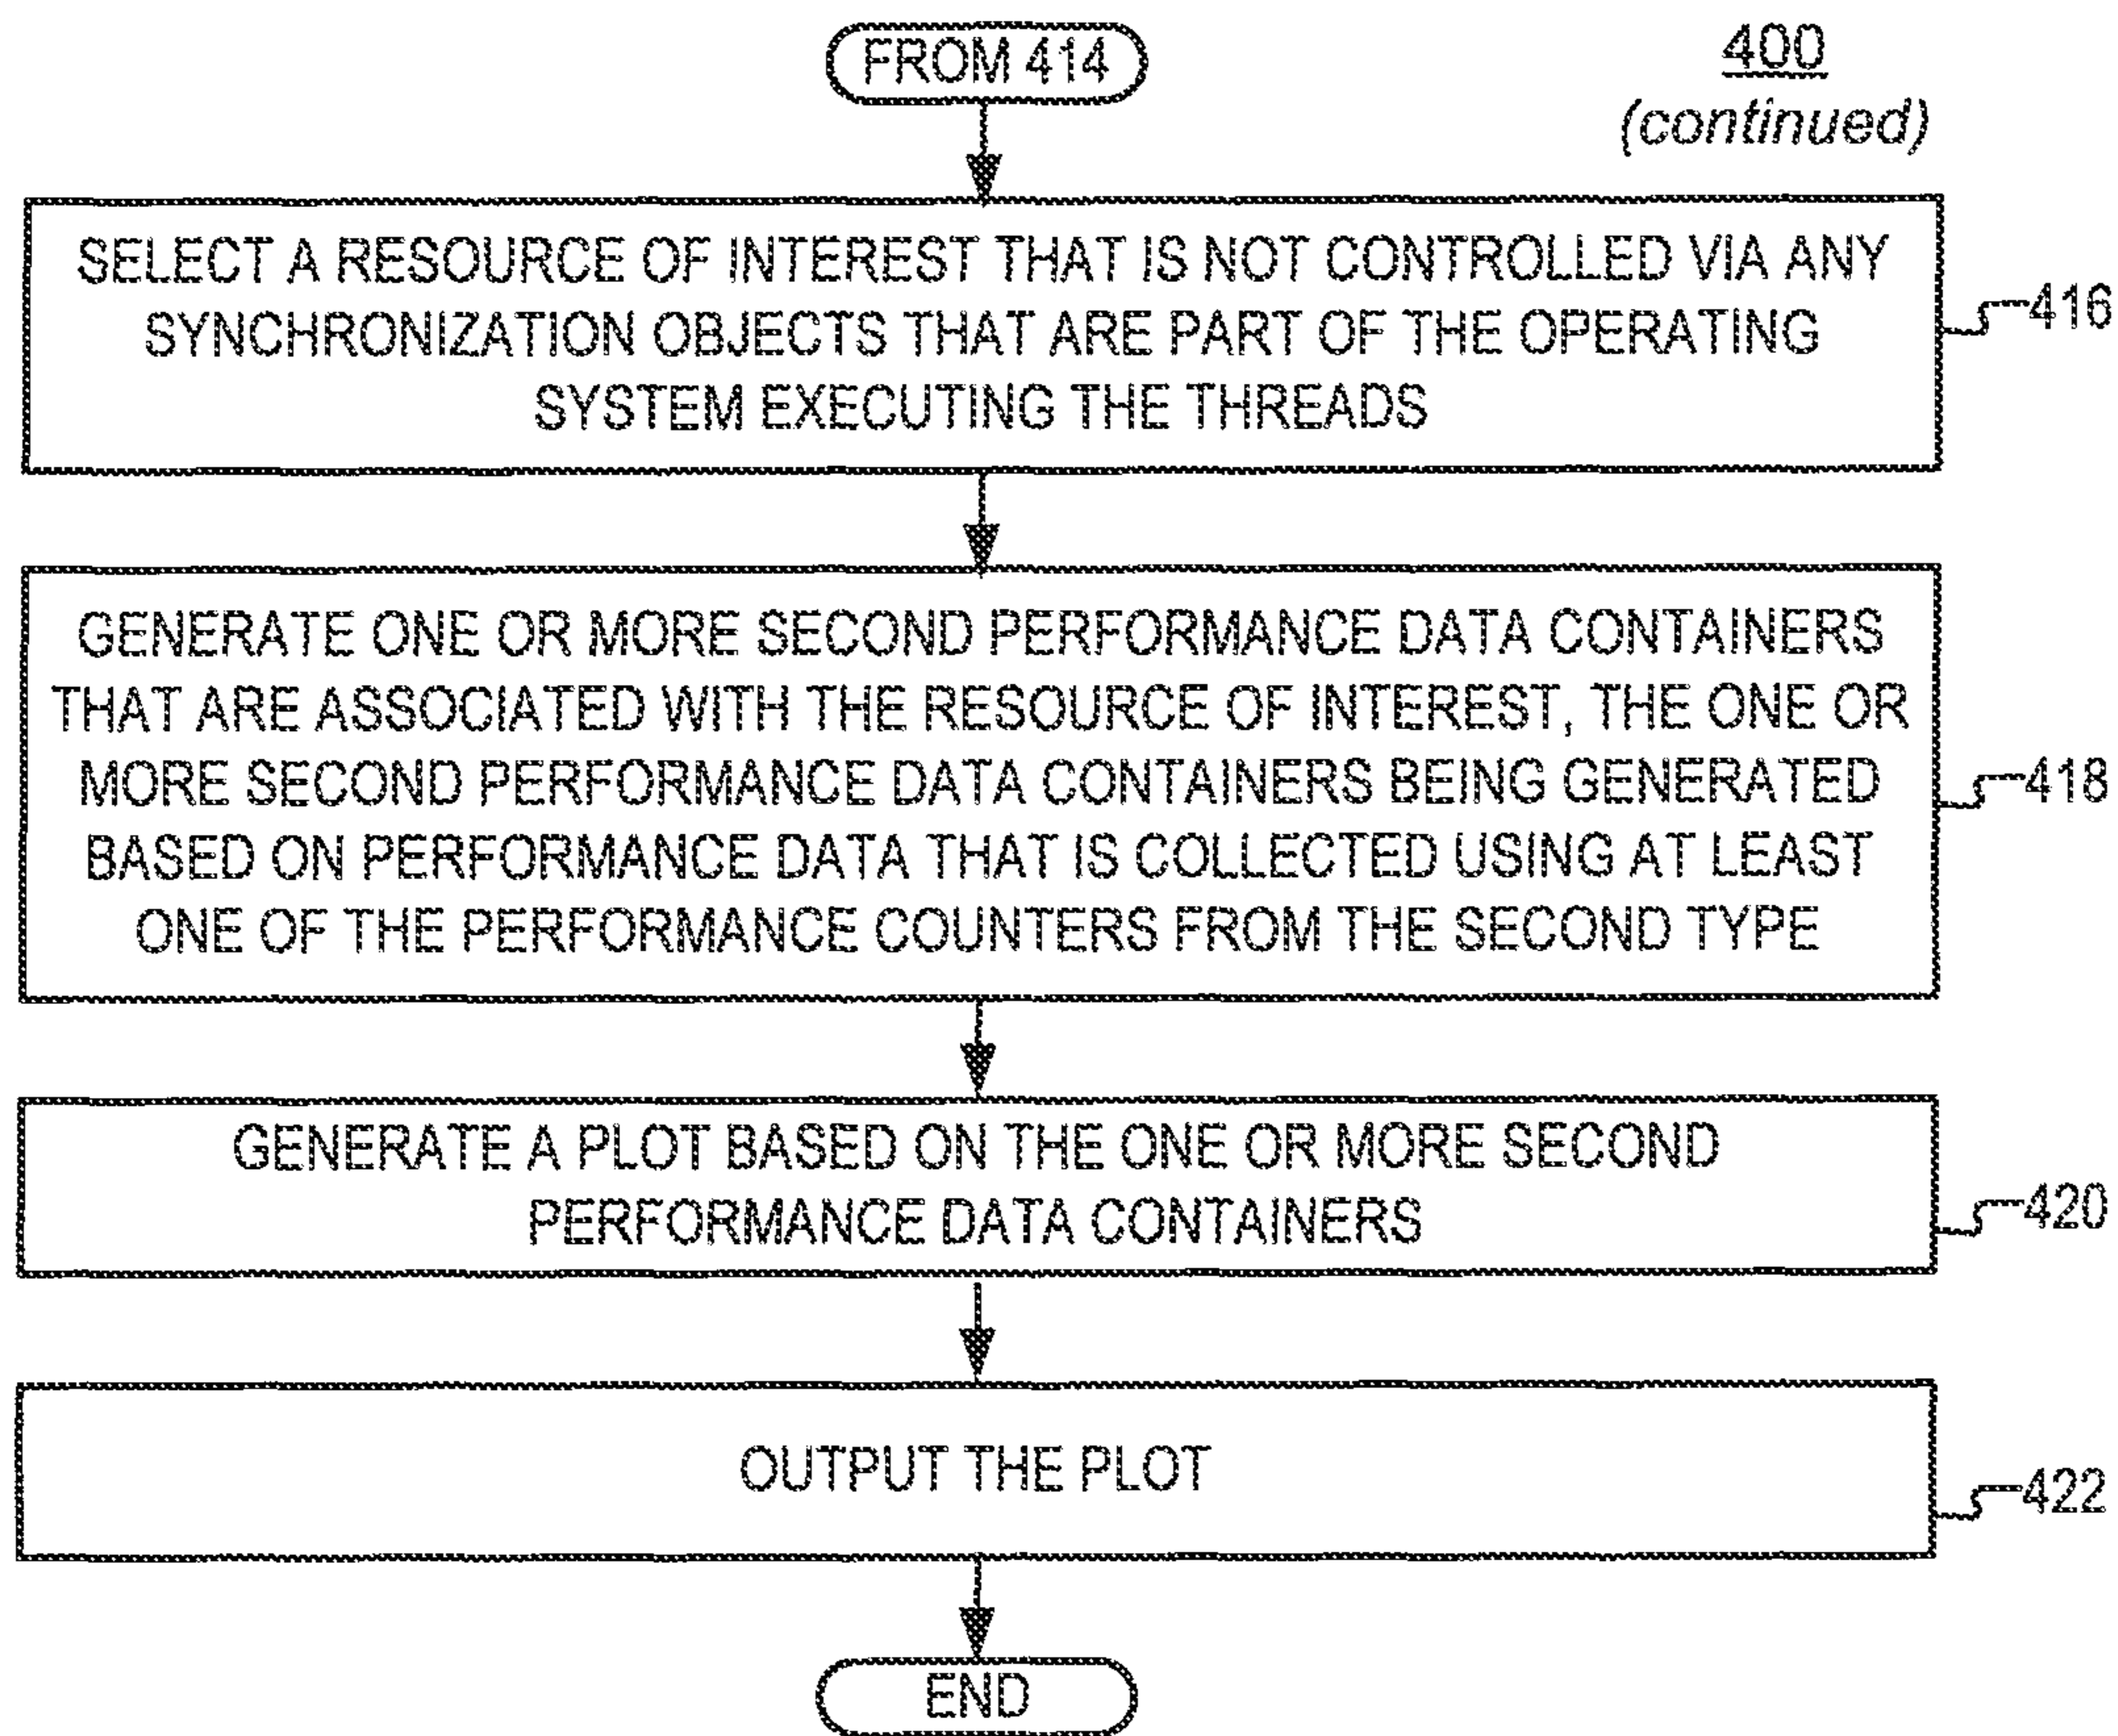 FROM 414
400
(continued)
SELECT A RESOURCE OF INTEREST THAT IS NOT CONTROLLED VIA ANY
SYNCHRONIZATION OBJECTS THAT ARE PART OF THE OPERATING
SYSTEM EXECUTING THE THREADS
416
GENERATE ONE OR MORE SECOND PERFORMANCE DATA CONTAINERS
THAT ARE ASSOCIATED WITH THE RESOURCE OF INTEREST, THE ONE OR
MORE SECOND PERFORMANCE DATA CONTAINERS BEING GENERATED
BASED ON PERFORMANCE DATA THAT IS COLLECTED USING AT LEAST
ONE OF THE PERFORMANCE COUNTERS FROM THE SECOND TYPE
418
GENERATE A PLOT BASED ON THE ONE OR MORE SECOND
PERFORMANCE DATA CONTAINERS
420
OUTPUT THE PLOT
422
END